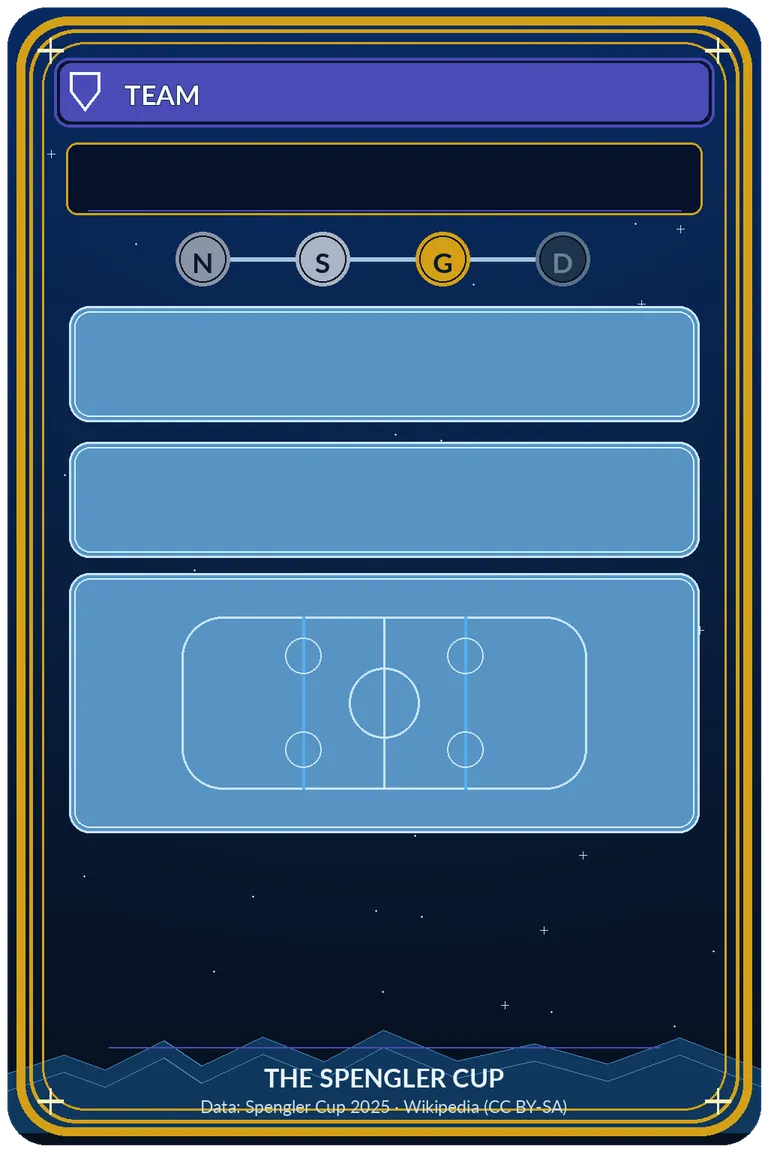 TEAM
N S G D
THE SPENGLER CUP
Data: Spengler Cup 2025 · Wikipedia (CC BY-SA)